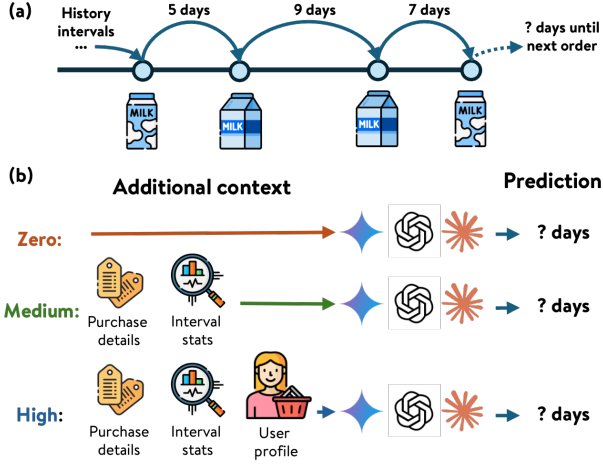 (a)
History
intervals
...
5 days
9 days
7 days
? days until
next order
MILK
MILK
MILK
MILK
(b)
Additional context
Prediction
Zero:
? days
Medium:
Purchase
details
Interval
stats
? days
High:
Purchase
details
Interval
stats
User
profile
? days